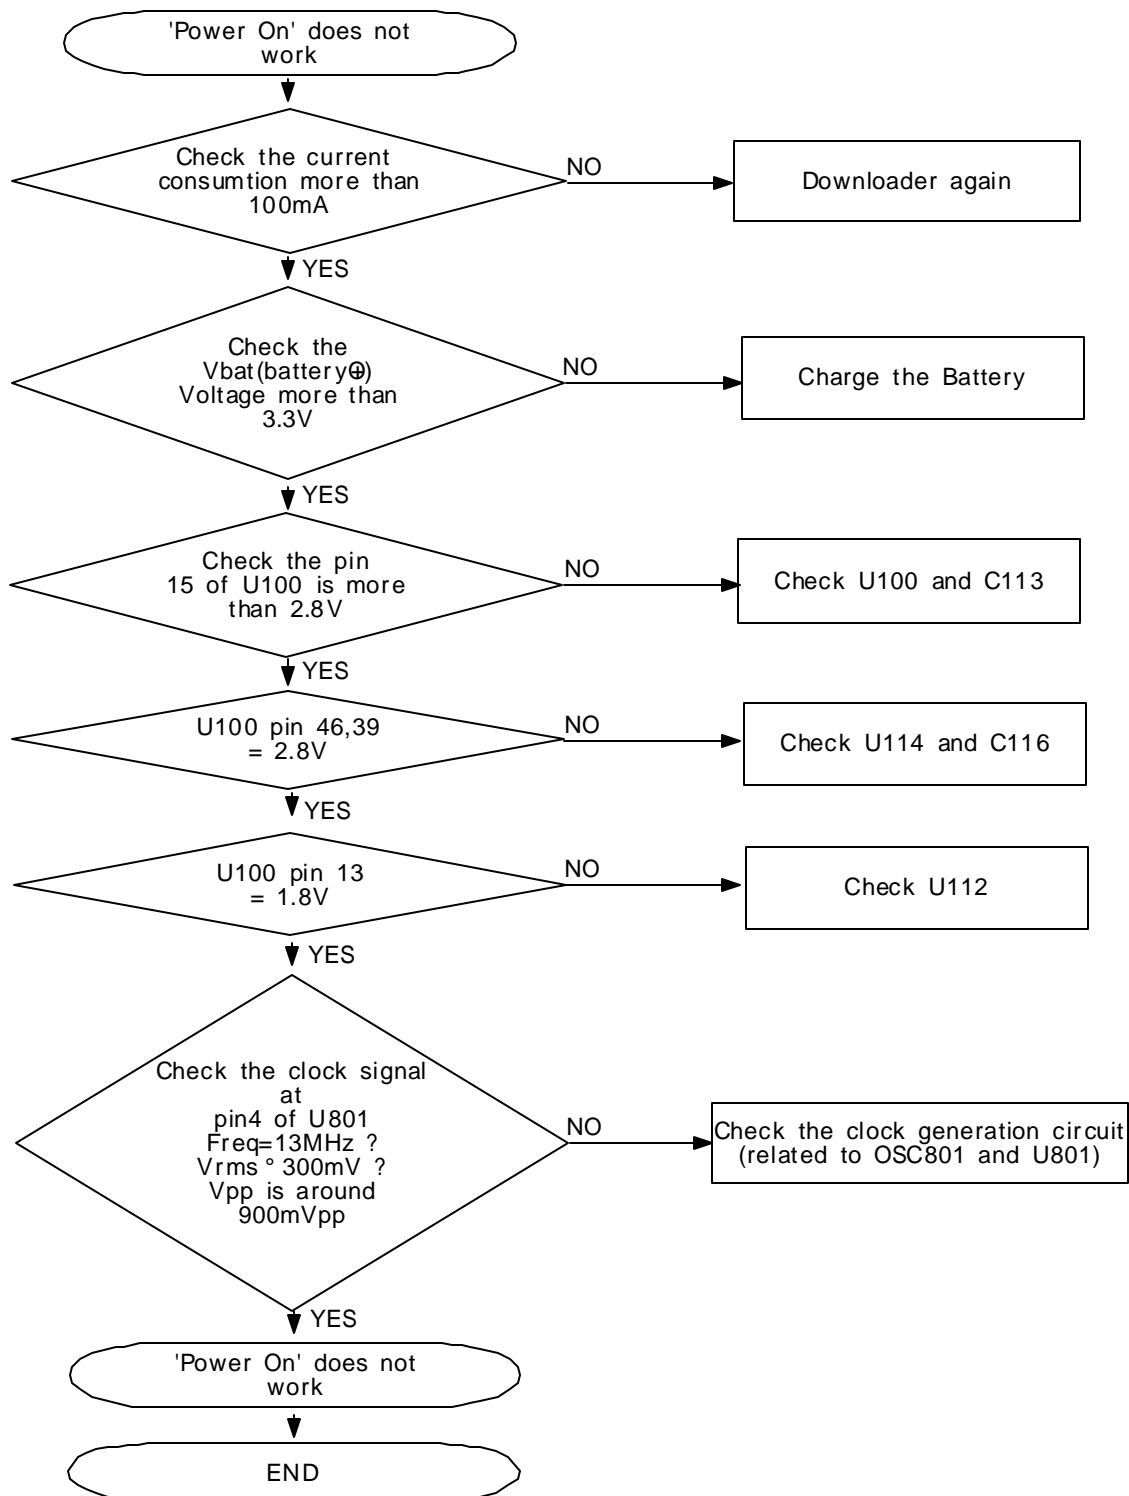 'Power On' does not
work
Check the current
consumtion more than
100mA
NO
Downloader again
YES
Check the
Vbat(battery⊕)
Voltage more than
3.3V
NO
Charge the Battery
YES
Check the pin
15 of U100 is more
than 2.8V
NO
Check U100 and C113
YES
U100 pin 46,39
= 2.8V
NO
Check U114 and C116
YES
U100 pin 13
= 1.8V
NO
Check U112
YES
Check the clock signal
at
pin4 of U801
Freq=13MHz ?
Vrms ° 300mV ?
Vpp is around
900mVpp
NO
Check the clock generation circuit
(related to OSC801 and U801)
YES
'Power On' does not
work
END